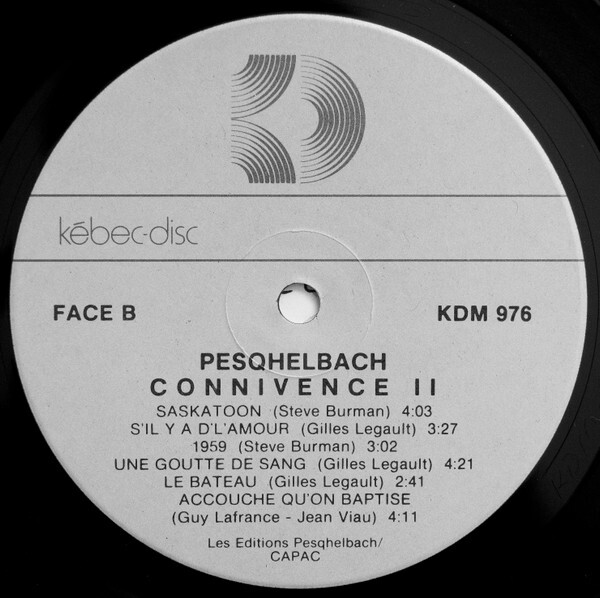 kébec-disc
FACE B
KDM 976
PESQHELBACH
CONNIVENCE II
SASKATOON (Steve Burman) 4:03
S'IL Y A D'L'AMOUR (Gilles Legault) 3:27
1959 (Steve Burman) 3:02
UNE GOUTTE DE SANG (Gilles Legault) 4:21
LE BATEAU (Gilles Legault) 2:41
ACCOUCHE QU'ON BAPTISE
(Guy Lafrance - Jean Viau) 4:11
Les Editions Pesqhelbach/
CAPAC